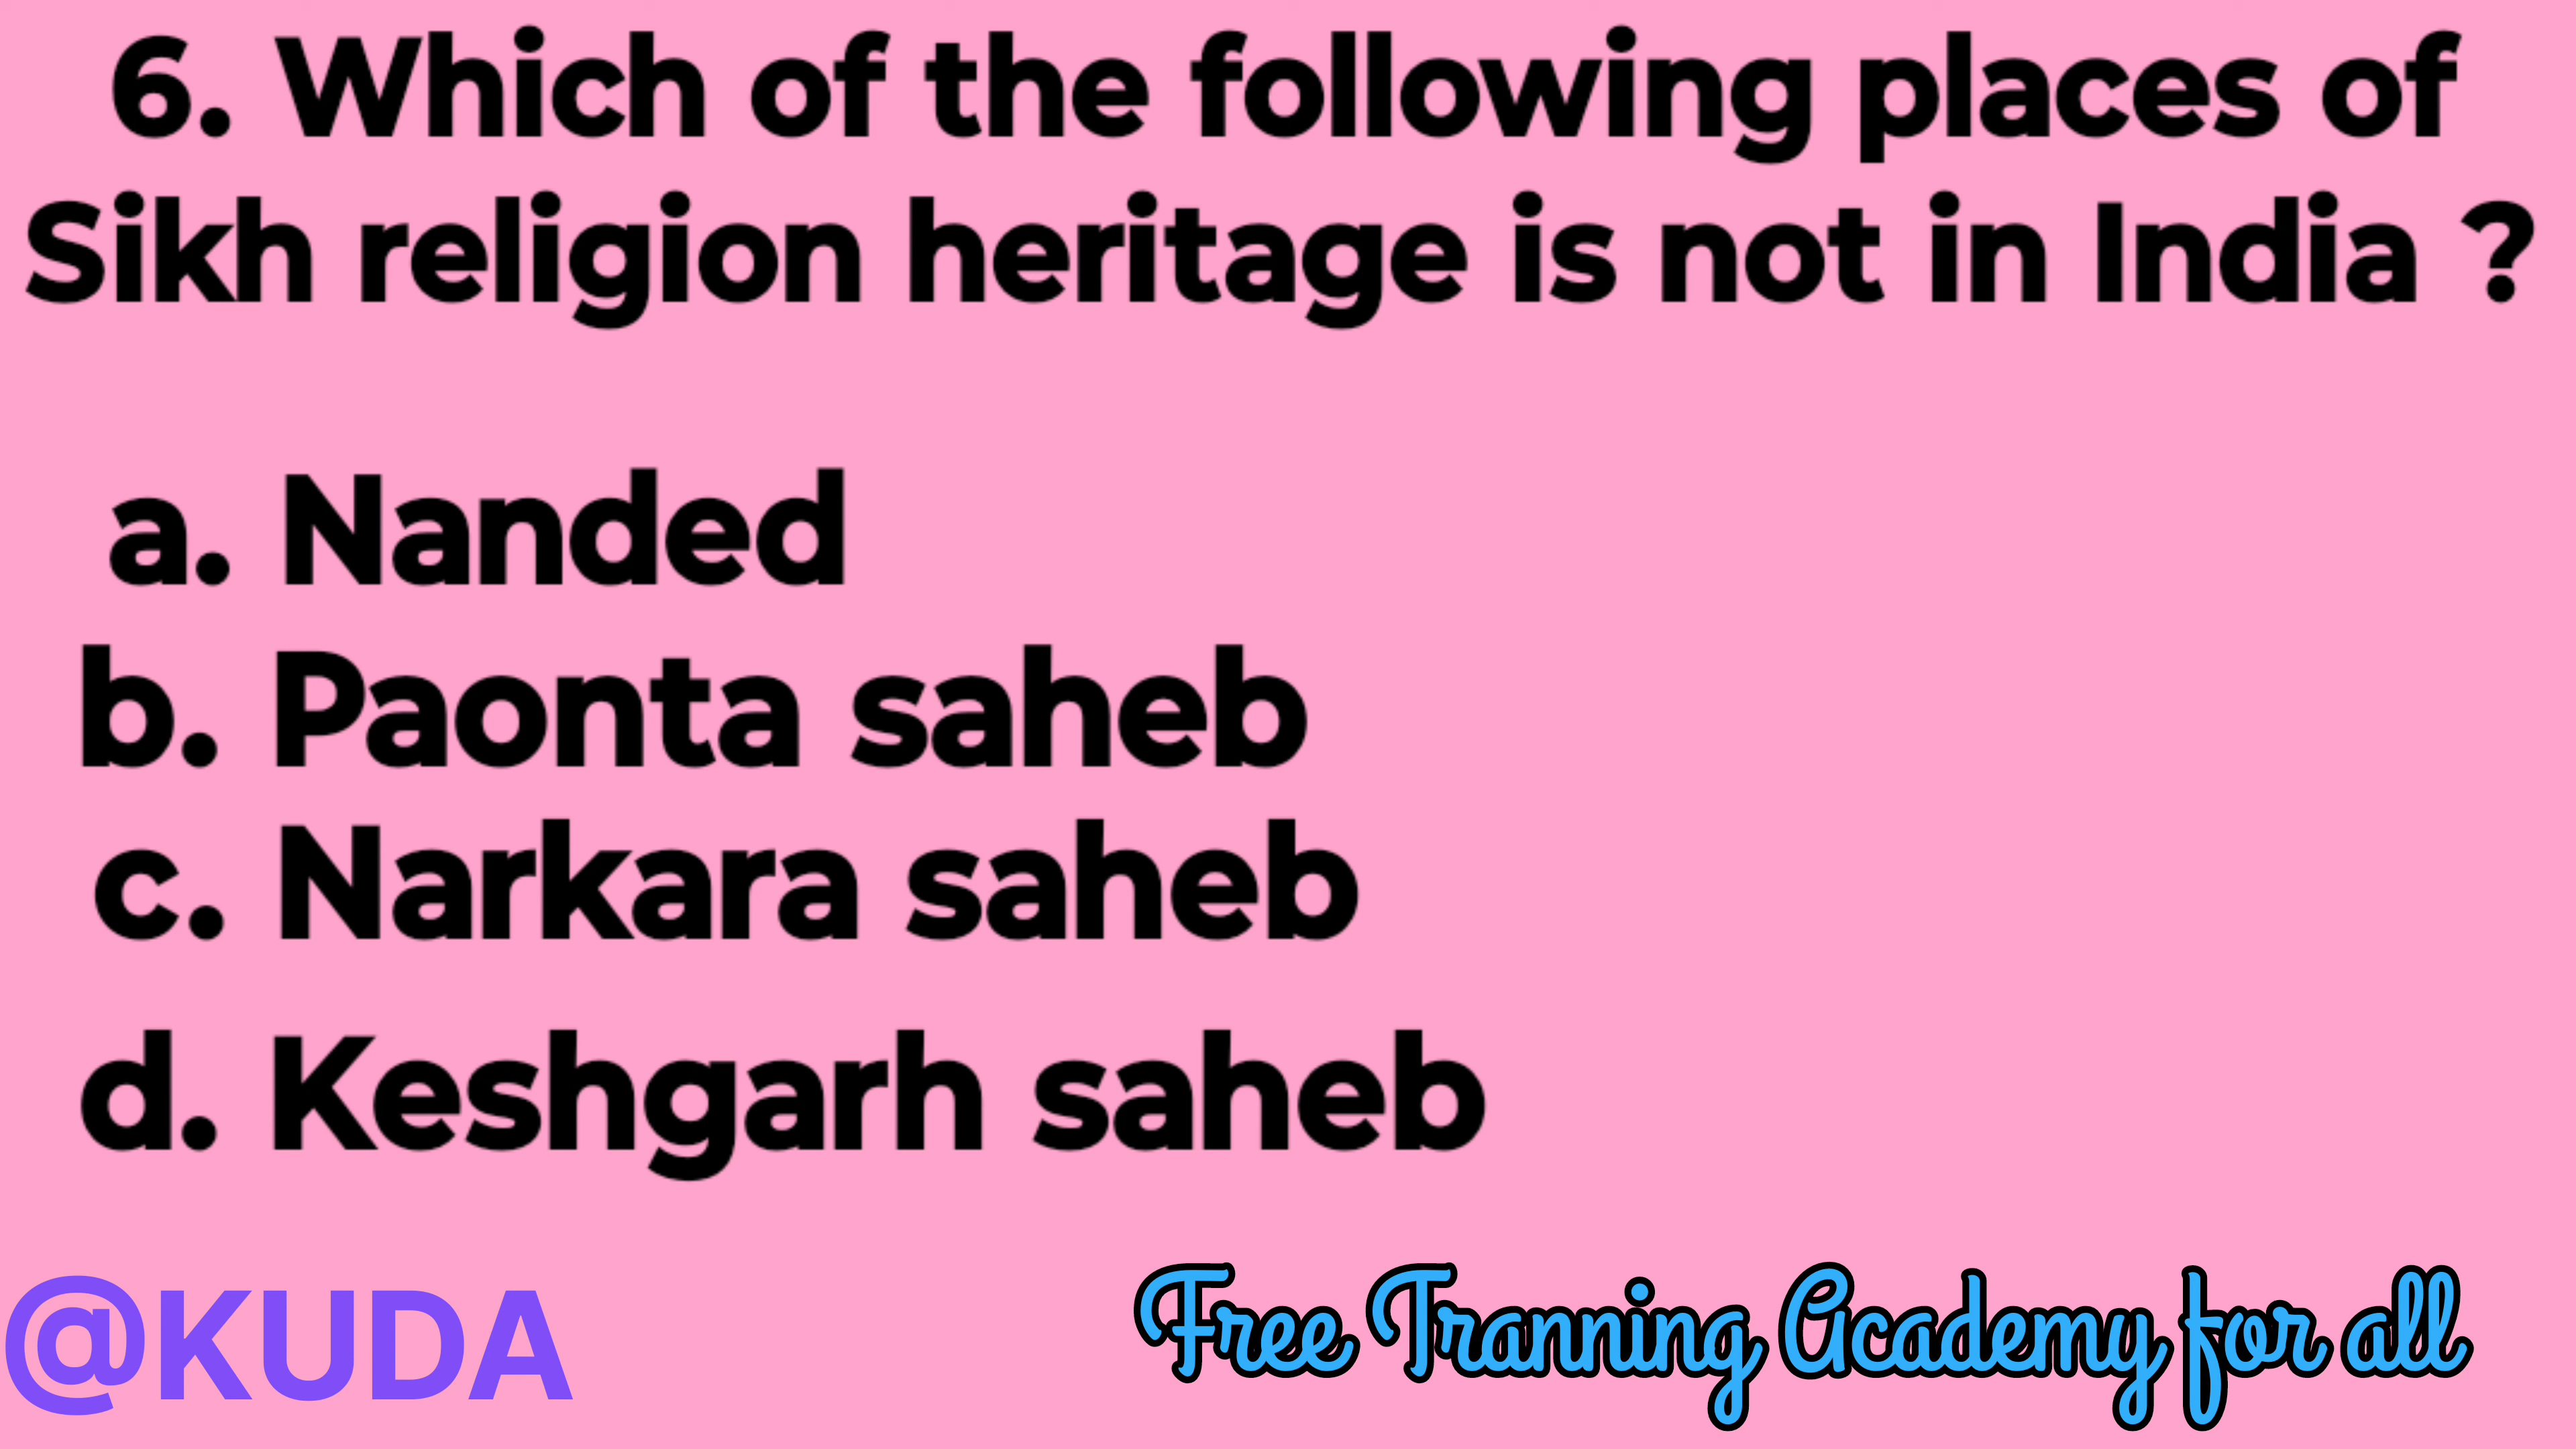 6. Which of the following places of
Sikh religion heritage is not in India ?
a. Nanded
b. Paonta saheb
c. Narkara saheb
d. Keshgarh saheb
@KUDA
Free Tranning Academy for all